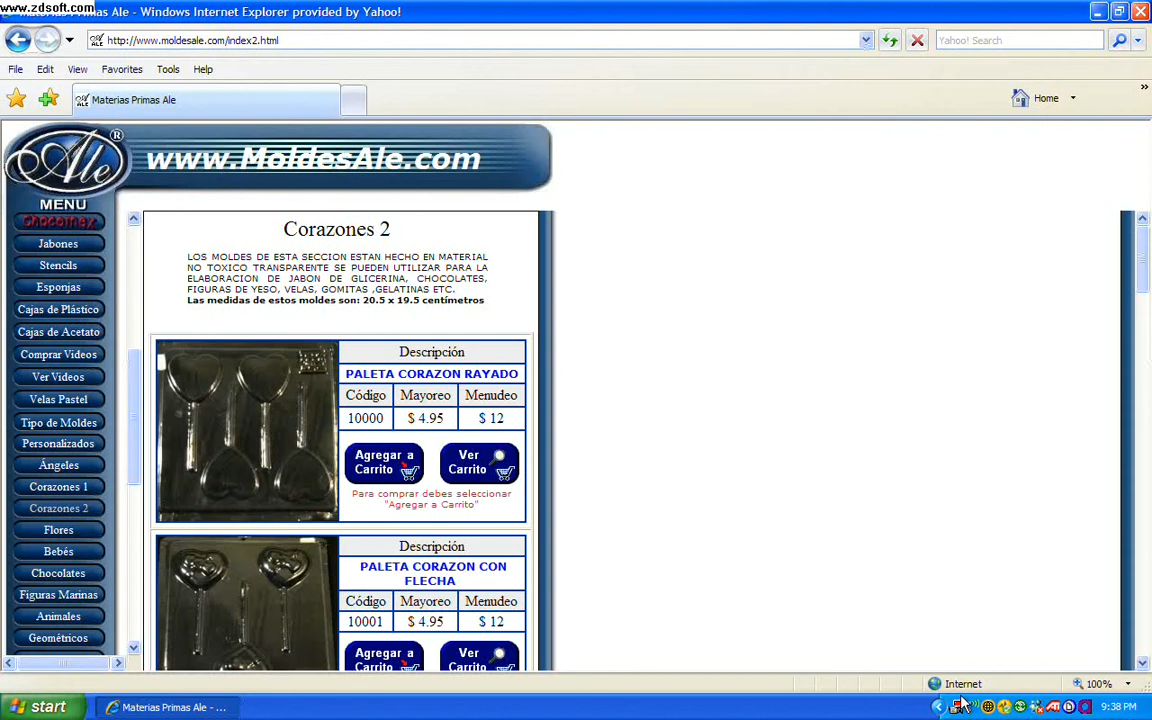 www.zdsoft.com
Materias Primas Ale - Windows Internet Explorer provided by Yahoo!
http://www.moldesale.com/index2.html
Yahoo! Search
File Edit View Favorites Tools Help
Materias Primas Ale
Home
Ale ®
www.MoldesAle.com
MENU
Chocomex
Jabones
Stencils
Esponjas
Cajas de Plástico
Cajas de Acetato
Comprar Videos
Ver Videos
Velas Pastel
Tipo de Moldes
Personalizados
Ángeles
Corazones 1
Corazones 2
Flores
Bebés
Chocolates
Figuras Marinas
Animales
Geométricos
Corazones 2
LOS MOLDES DE ESTA SECCION ESTAN HECHO EN MATERIAL
NO TOXICO TRANSPARENTE SE PUEDEN UTILIZAR PARA LA
ELABORACION DE JABON DE GLICERINA, CHOCOLATES,
FIGURAS DE YESO, VELAS, GOMITAS ,GELATINAS ETC.
Las medidas de estos moldes son: 20.5 x 19.5 centímetros
Descripción
PALETA CORAZON RAYADO
Código Mayoreo Menudeo
10000 $ 4.95 $ 12
Agregar a
Carrito
Ver
Carrito
Para comprar debes seleccionar
"Agregar a Carrito"
Descripción
PALETA CORAZON CON
FLECHA
Código Mayoreo Menudeo
10001 $ 4.95 $ 12
Agregar a
Carrito
Ver
Carrito
Internet
100%
start
Materias Primas Ale - ...
9:38 PM